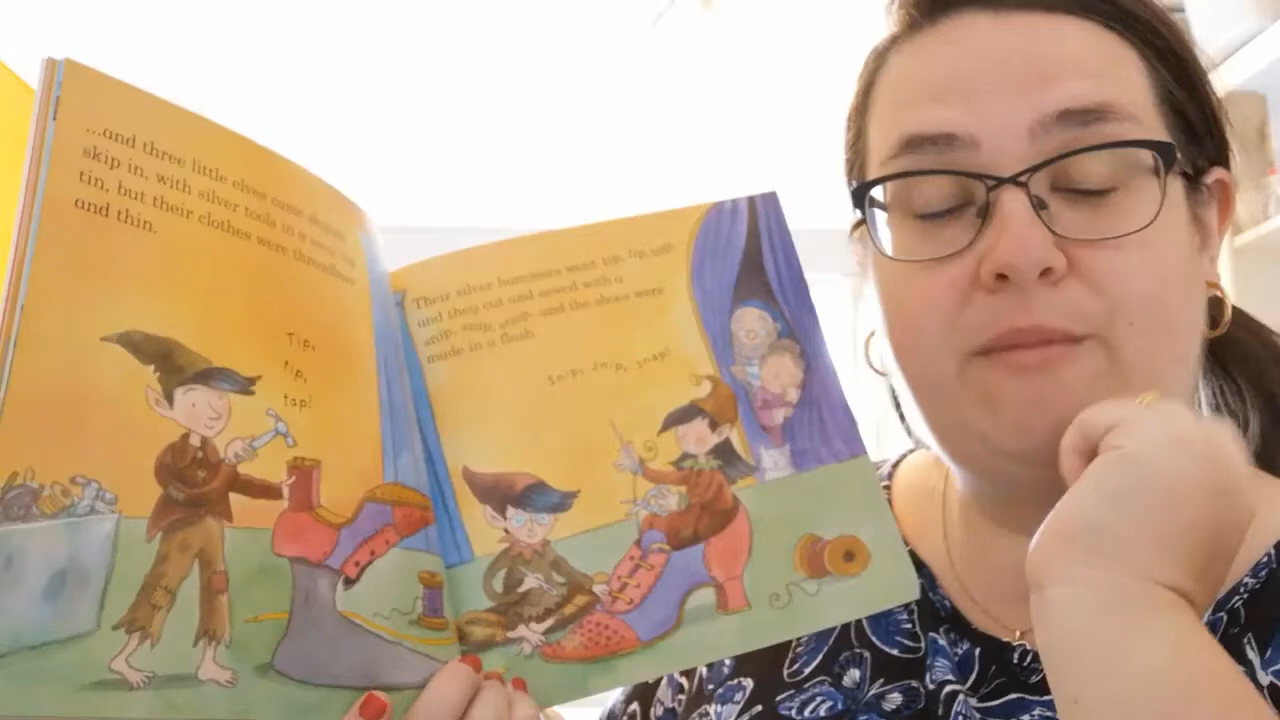 ...and three little elves came
skip in, with silver tools in a
tin, but their clothes were threadbare
and thin.
Tip,
tip,
tap!
Their silver hammers went tip, tip, tap
and they cut and sewed with a
snip, snip, snap, and the shoes were
made in a flash.
Snip, snip, snap!